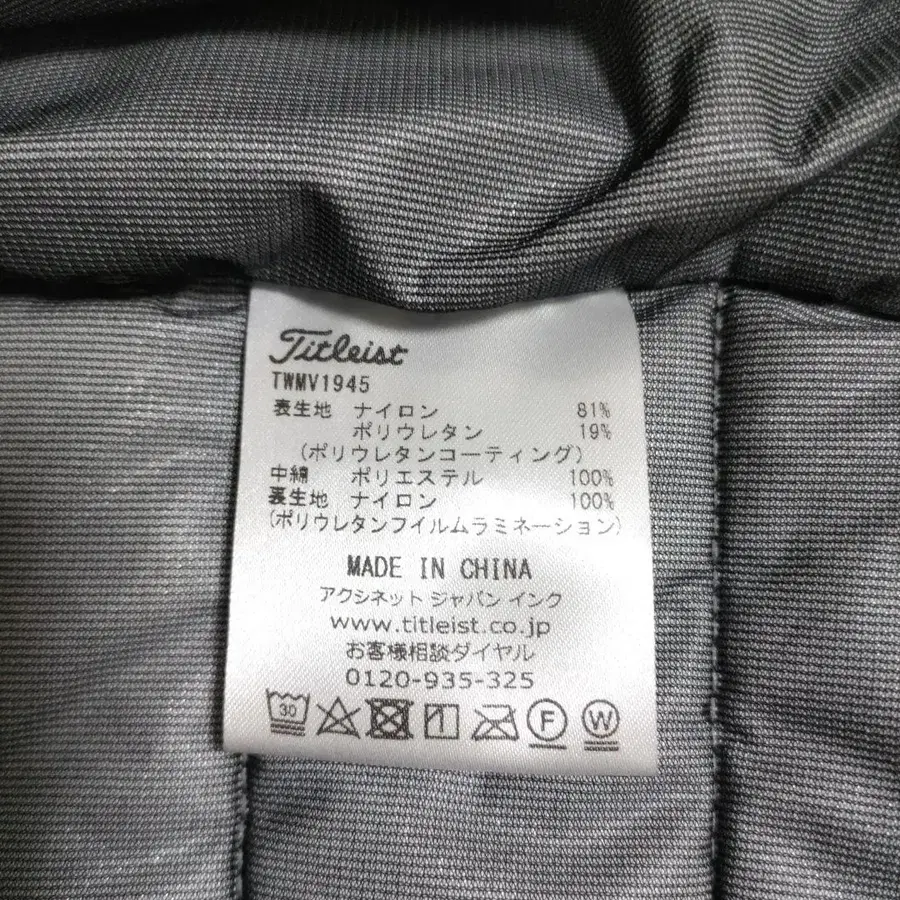 Titleist
TWMV1945
表生地 ナイロン 81%
ポリウレタン 19%
(ポリウレタンコーティング)
中綿 ポリエステル 100%
裏生地 ナイロン 100%
(ポリウレタンフイルムラミネーション)
MADE IN CHINA
アクシネット ジャパン インク
www.titleist.co.jp
お客様相談ダイヤル
0120-935-325
30 F W